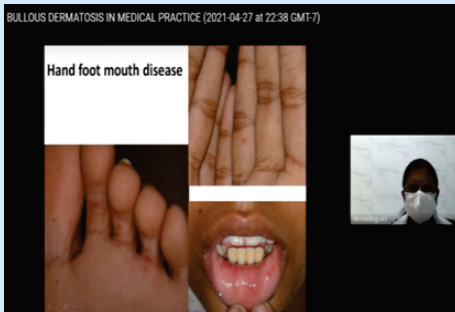 BULLOUS DERMATOSIS IN MEDICAL PRACTICE (2021-04-27 at 22:38 GMT-7)
Hand foot mouth disease